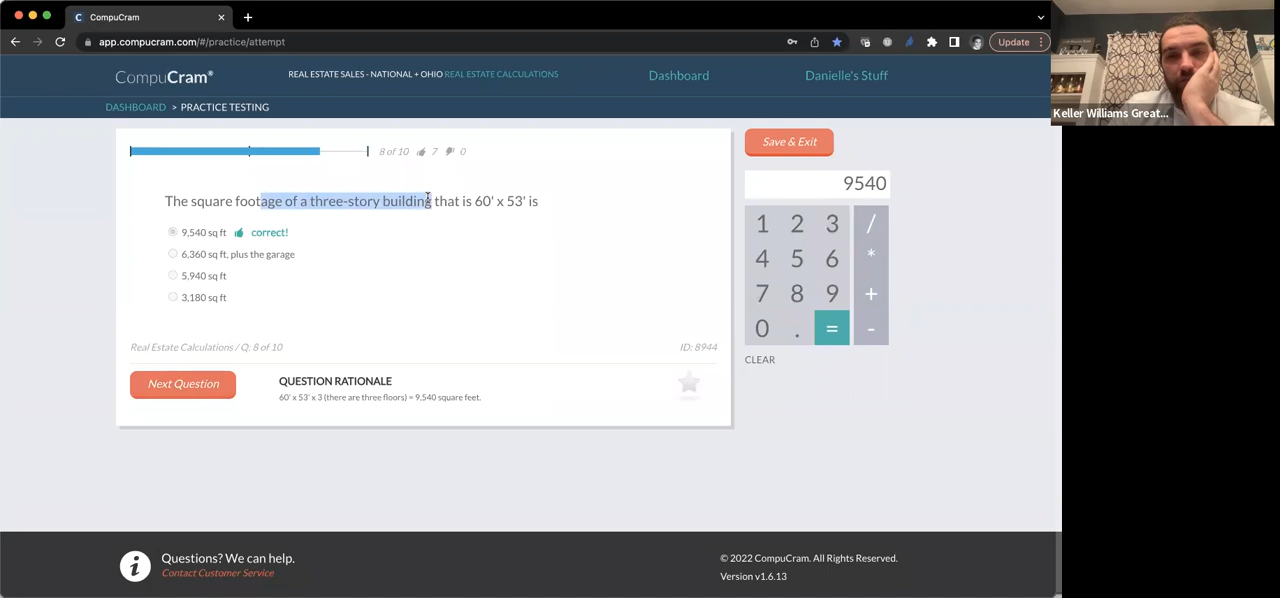 CompuCram
app.compucram.com/#/practice/attempt
Update
CompuCram®
REAL ESTATE SALES - NATIONAL + OHIO REAL ESTATE CALCULATIONS
Dashboard
Danielle's Stuff
Keller Williams Great...
DASHBOARD > PRACTICE TESTING
8 of 10 7 0
Save & Exit
The square footage of a three-story building that is 60' x 53' is
9,540 sq ft correct!
6,360 sq ft, plus the garage
5,940 sq ft
3,180 sq ft
9540
1 2 3 /
4 5 6 *
7 8 9 +
0 . = -
CLEAR
Real Estate Calculations / Q: 8 of 10
ID: 8944
Next Question
QUESTION RATIONALE
60' x 53' x 3 (there are three floors) = 9,540 square feet.
i
Questions? We can help.
Contact Customer Service
© 2022 CompuCram. All Rights Reserved.
Version v1.6.13